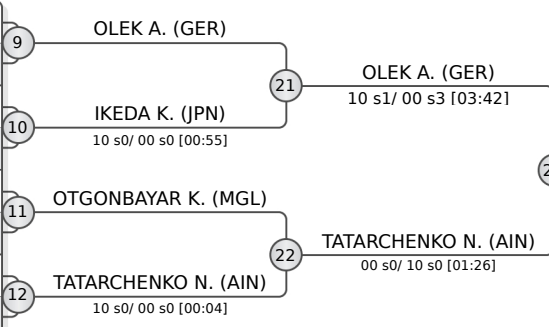 OLEK A. (GER)
9
21
OLEK A. (GER)
10 s1/ 00 s3 [03:42]
IKEDA K. (JPN)
10
10 s0/ 00 s0 [00:55]
OTGONBAYAR K. (MGL)
11
22
TATARCHENKO N. (AIN)
00 s0/ 10 s0 [01:26]
TATARCHENKO N. (AIN)
12
10 s0/ 00 s0 [00:04]